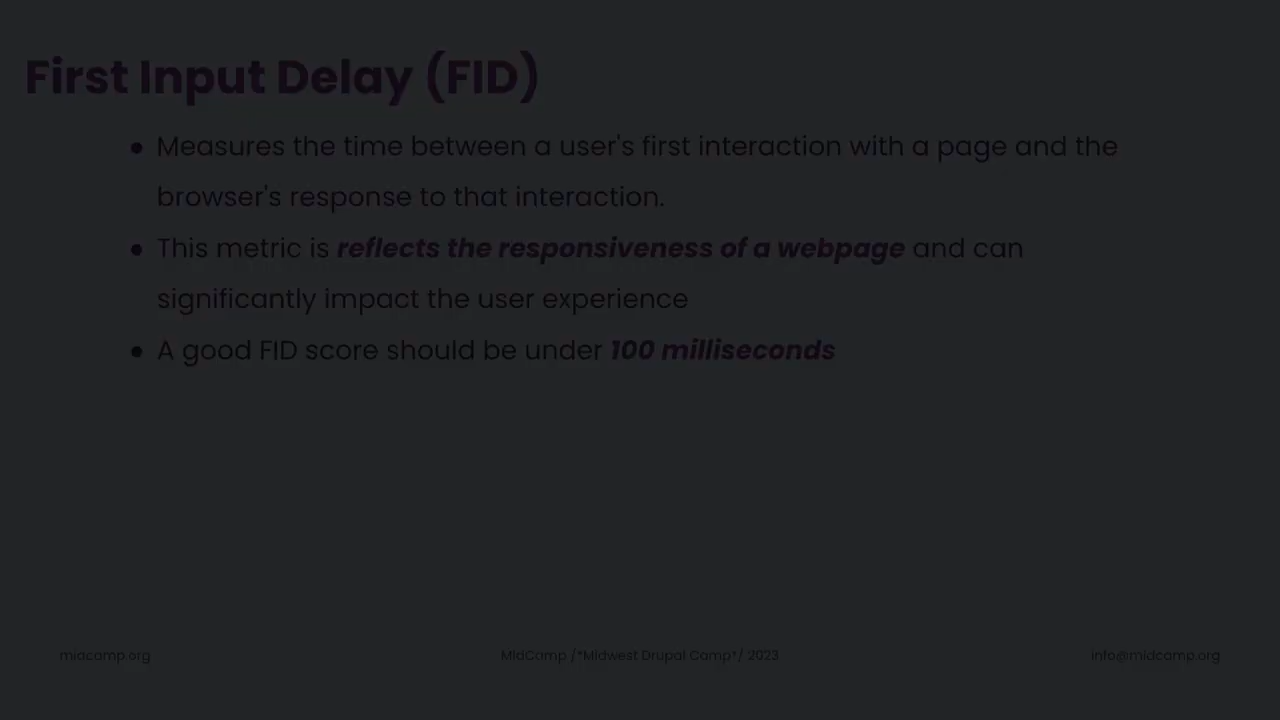 First Input Delay (FID)
● Measures the time between a user's first interaction with a page and the
browser's response to that interaction.
● This metric is reflects the responsiveness of a webpage and can
significantly impact the user experience
● A good FID score should be under 100 milliseconds
midcamp.org
MidCamp /*Midwest Drupal Camp*/ 2023
info@midcamp.org